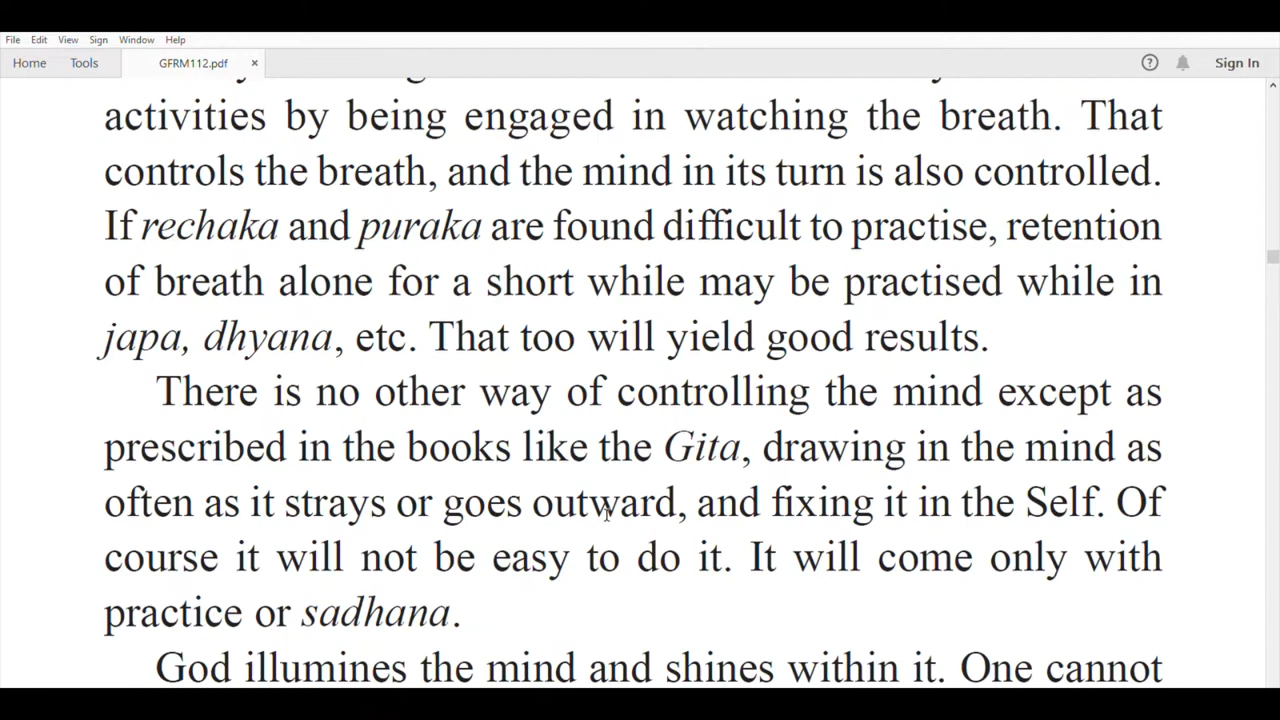 File Edit View Sign Window Help
Home Tools GFRM112.pdf × ? Sign In
activities by being engaged in watching the breath. That
controls the breath, and the mind in its turn is also controlled.
If rechaka and puraka are found difficult to practise, retention
of breath alone for a short while may be practised while in
japa, dhyana, etc. That too will yield good results.
There is no other way of controlling the mind except as
prescribed in the books like the Gita, drawing in the mind as
often as it strays or goes outward, and fixing it in the Self. Of
course it will not be easy to do it. It will come only with
practice or sadhana.
God illumines the mind and shines within it. One cannot